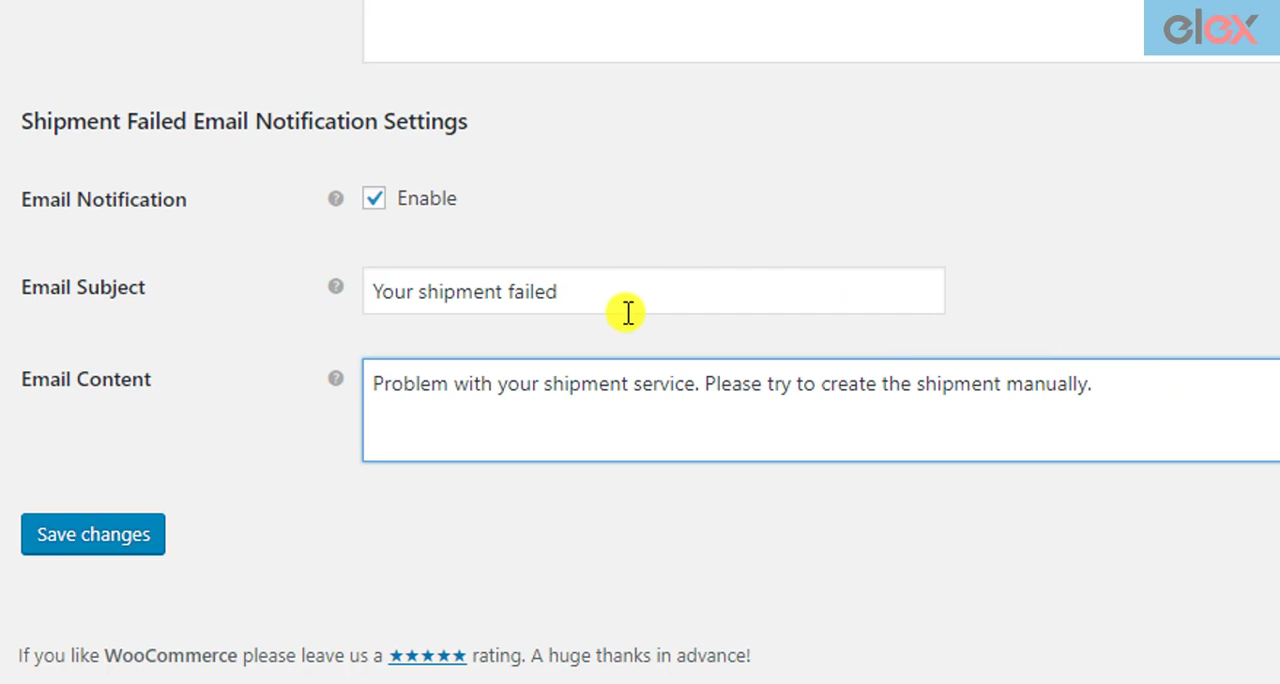 elex
Shipment Failed Email Notification Settings
Email Notification
Enable
Email Subject
Your shipment failed
Email Content
Problem with your shipment service. Please try to create the shipment manually.
Save changes
If you like WooCommerce please leave us a ★★★★★ rating. A huge thanks in advance!